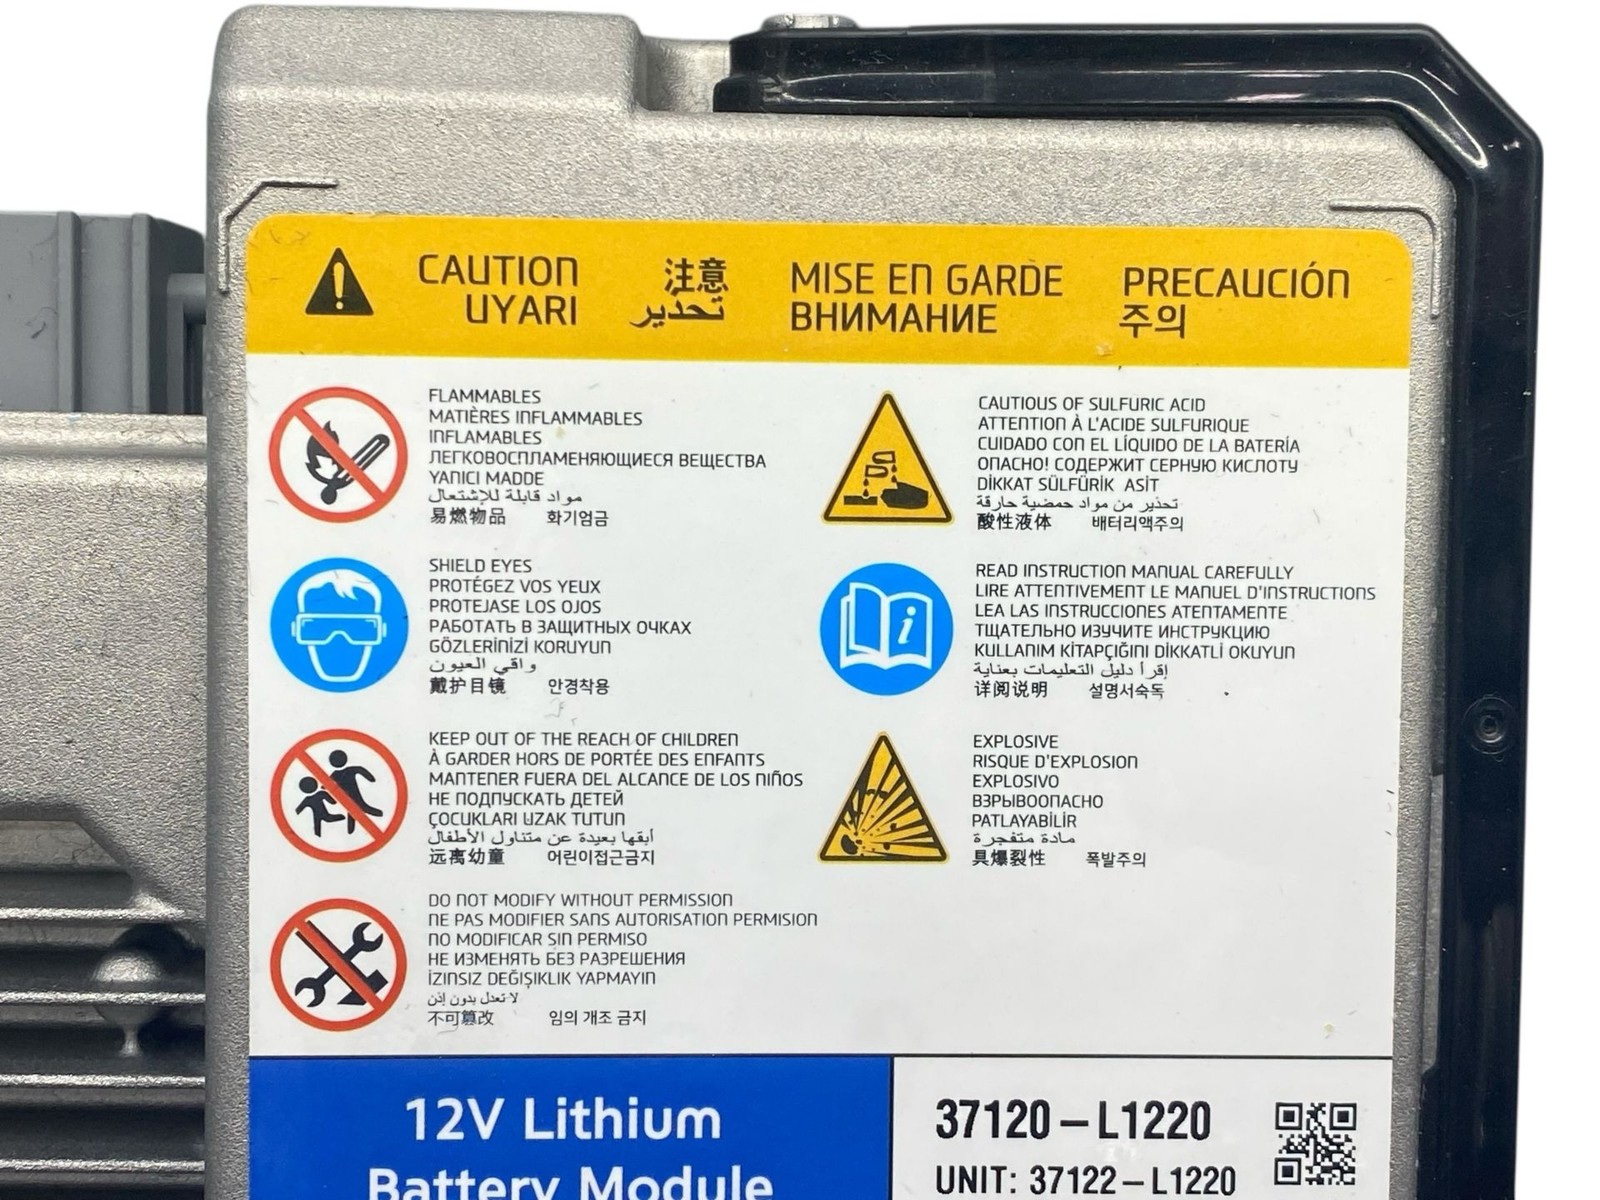 CAUTION 注意 MISE EN GARDE PRECAUCIÓN
UYARI تحذير ВНИМАНИЕ 주의
FLAMMABLES
MATIÈRES INFLAMMABLES
INFLAMABLES
ЛЕГКОВОСПЛАМЕНЯЮЩИЕСЯ ВЕЩЕСТВА
YANICI MADDE
مواد قابلة للإشتعال
易燃物品 화기엄금
CAUTIOUS OF SULFURIC ACID
ATTENTION À L'ACIDE SULFURIQUE
CUIDADO CON EL LÍQUIDO DE LA BATERÍA
ОПАСНО! СОДЕРЖИТ СЕРНУЮ КИСЛОТУ
DİKKAT SÜLFÜRİK ASİT
تحذير من مواد حمضية حارقة
酸性液体 배터리액주의
SHIELD EYES
PROTÉGEZ VOS YEUX
PROTEJASE LOS OJOS
РАБОТАТЬ В ЗАЩИТНЫХ ОЧКАХ
GÖZLERİNİZİ KORUYUN
واقي العيون
戴护目镜 안경착용
READ INSTRUCTION MANUAL CAREFULLY
LIRE ATTENTIVEMENT LE MANUEL D'INSTRUCTIONS
LEA LAS INSTRUCCIONES ATENTAMENTE
ТЩАТЕЛЬНО ИЗУЧИТЕ ИНСТРУКЦИЮ
KULLANIM KİTAPÇIĞINI DİKKATLİ OKUYUN
إقرأ دليل التعليمات بعناية
详阅说明 설명서숙독
KEEP OUT OF THE REACH OF CHILDREN
À GARDER HORS DE PORTÉE DES ENFANTS
MANTENER FUERA DEL ALCANCE DE LOS NIÑOS
НЕ ПОДПУСКАТЬ ДЕТЕЙ
ÇOCUKLARI UZAK TUTUN
أبقها بعيدة عن متناول الأطفال
远离幼童 어린이접근금지
EXPLOSIVE
RISQUE D'EXPLOSION
EXPLOSIVO
ВЗРЫВООПАСНО
PATLAYABİLİR
مادة متفجرة
具爆裂性 폭발주의
DO NOT MODIFY WITHOUT PERMISSION
NE PAS MODIFIER SANS AUTORISATION PERMISION
NO MODIFICAR SIN PERMISO
НЕ ИЗМЕНЯТЬ БЕЗ РАЗРЕШЕНИЯ
İZINSIZ DEĞIŞIKLIK YAPMAYIN
لا تعدل بدون إذن
不可篡改 임의 개조 금지
12V Lithium
Battery Module
37120-L1220
UNIT: 37122-L1220